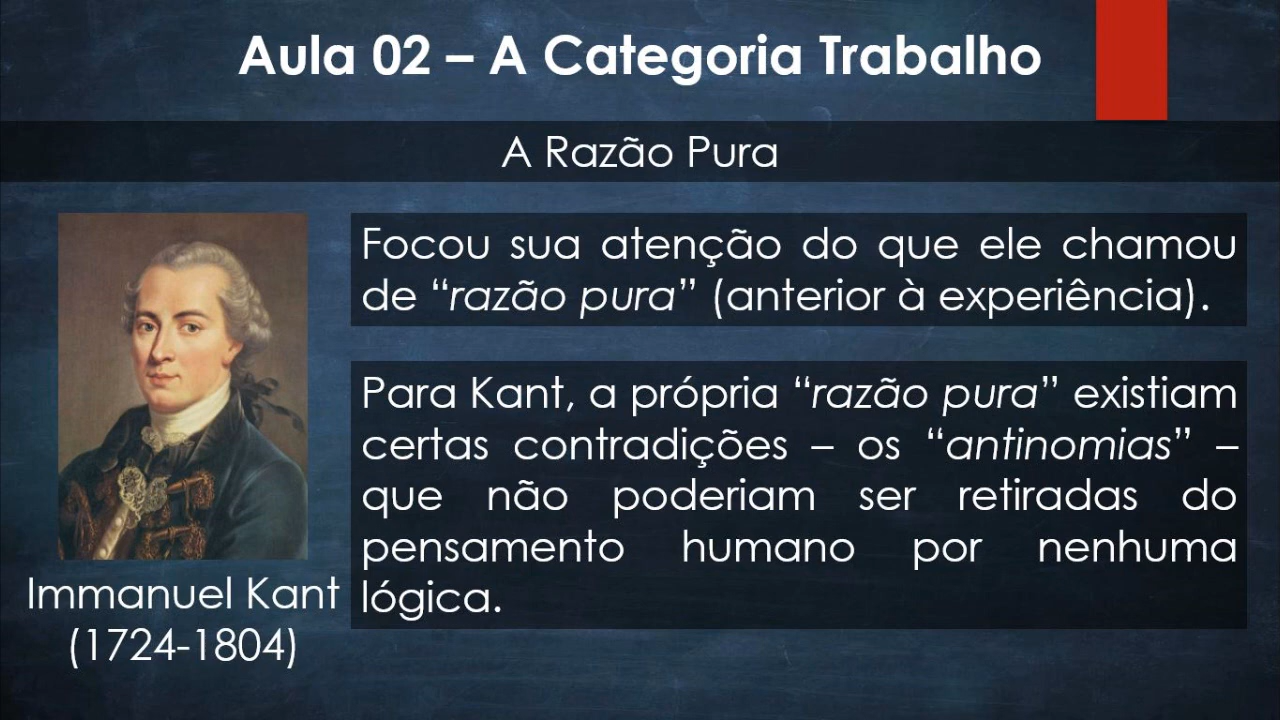 Aula 02 – A Categoria Trabalho
A Razão Pura
Focou sua atenção do que ele chamou
de “razão pura” (anterior à experiência).
Para Kant, a própria “razão pura” existiam
certas contradições – os “antinomias” –
que não poderiam ser retiradas do
pensamento humano por nenhuma
lógica.
Immanuel Kant
(1724-1804)